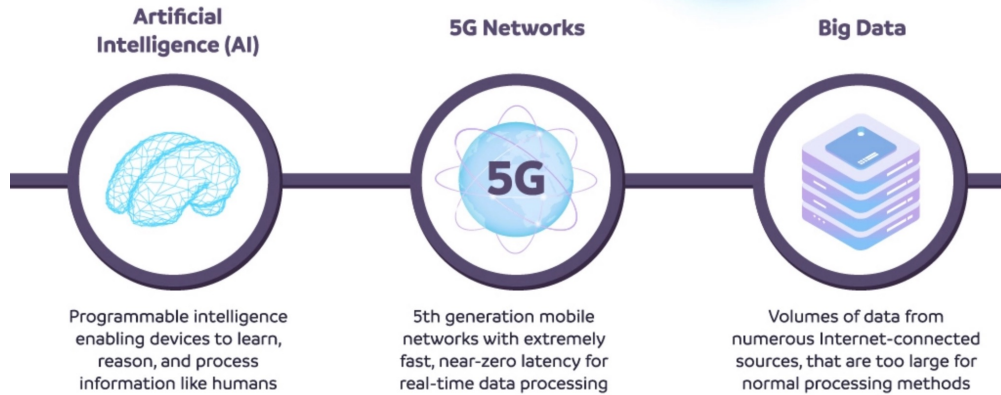 Artificial
Intelligence (AI)
Programmable intelligence
enabling devices to learn,
reason, and process
information like humans
5G Networks
5G
5th generation mobile
networks with extremely
fast, near-zero latency for
real-time data processing
Big Data
Volumes of data from
numerous Internet-connected
sources, that are too large for
normal processing methods